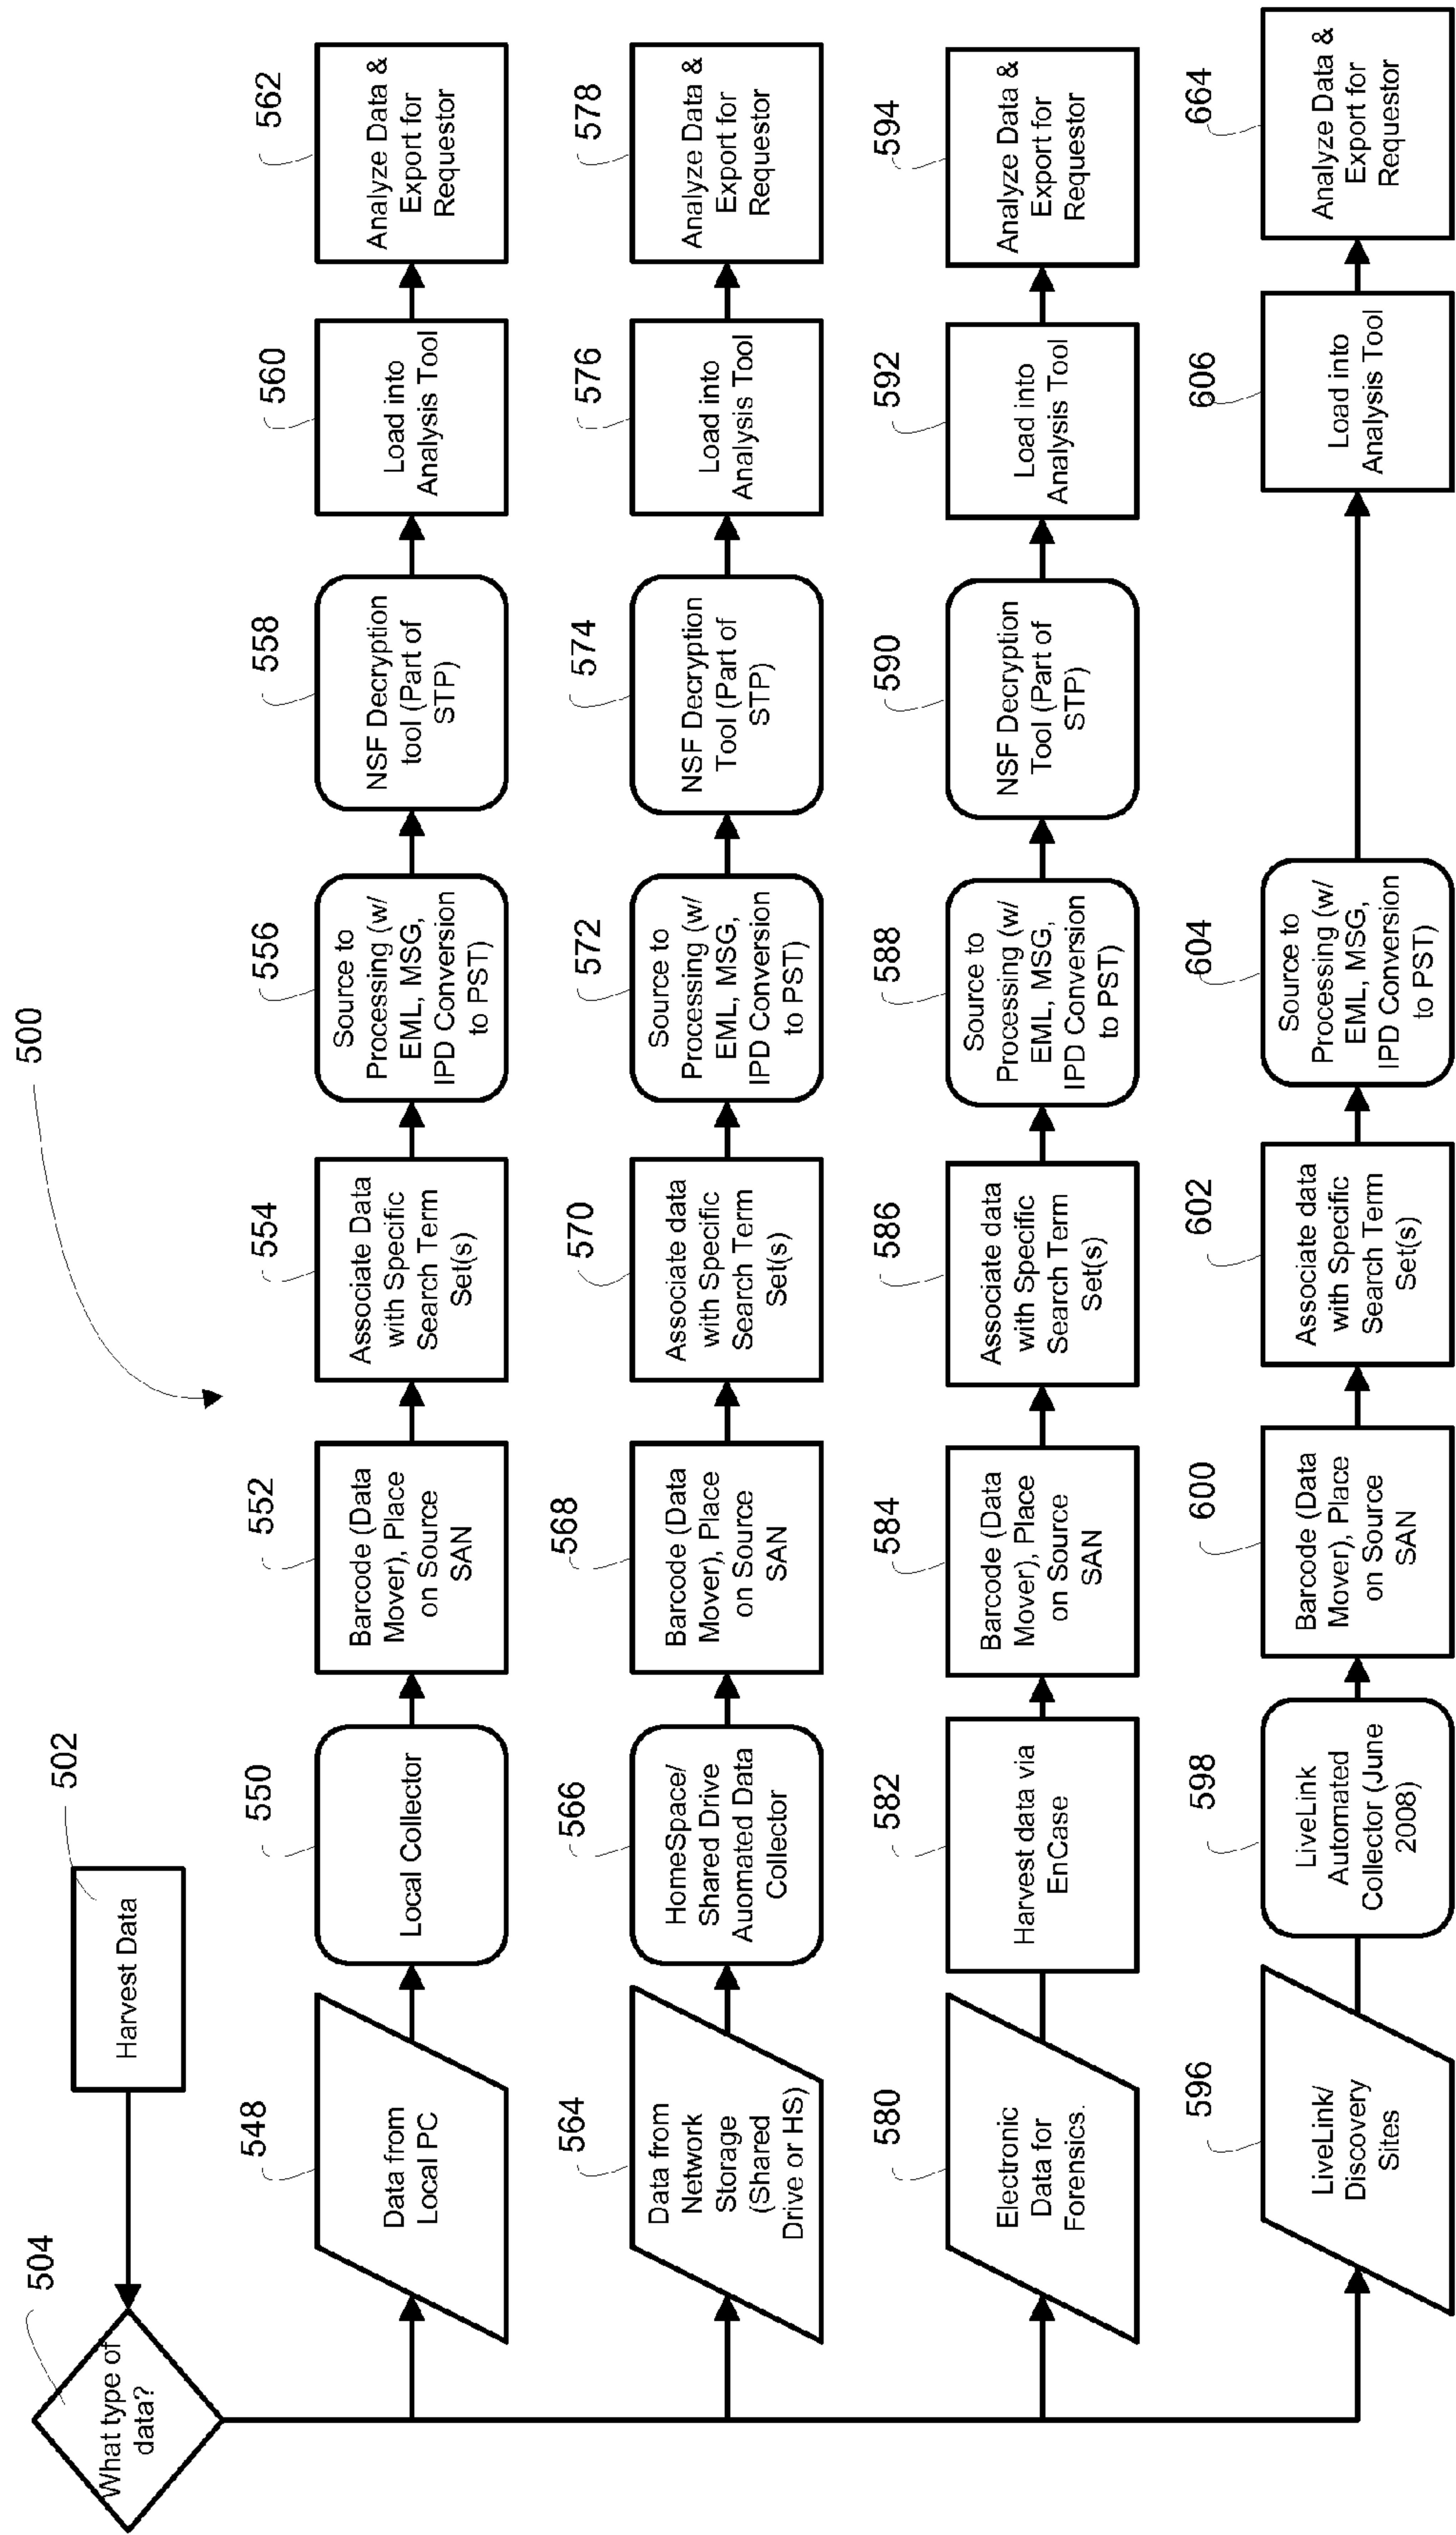 500
502
Harvest Data
504
What type of
data?
548
Data from
Local PC
550
Local Collector
552
Barcode (Data
Mover), Place
on Source
SAN
554
Associate Data
with Specific
Search Term
Set(s)
556
Source to
Processing (w/
EML, MSG,
IPD Conversion
to PST)
558
NSF Decryption
tool (Part of
STP)
560
Load into
Analysis Tool
562
Analyze Data &
Export for
Requestor
564
Data from
Network
Storage
(Shared
Drive or HS)
566
HomeSpace/
Shared Drive
Auomated Data
Collector
568
Barcode (Data
Mover), Place
on Source
SAN
570
Associate data
with Specific
Search Term
Set(s)
572
Source to
Processing (w/
EML, MSG,
IPD Conversion
to PST)
574
NSF Decryption
Tool (Part of
STP)
576
Load into
Analysis Tool
578
Analyze Data &
Export for
Requestor
580
Electronic
Data for
Forensics.
582
Harvest data via
EnCase
584
Barcode (Data
Mover), Place
on Source
SAN
586
Associate data
with Specific
Search Term
Set(s)
588
Source to
Processing (w/
EML, MSG,
IPD Conversion
to PST)
590
NSF Decryption
Tool (Part of
STP)
592
Load into
Analysis Tool
594
Analyze Data &
Export for
Requestor
596
LiveLink/
Discovery
Sites
598
LiveLink
Automated
Collector (June
2008)
600
Barcode (Data
Mover), Place
on Source
SAN
602
Associate data
with Specific
Search Term
Set(s)
604
Source to
Processing (w/
EML, MSG,
IPD Conversion
to PST)
606
Load into
Analysis Tool
664
Analyze Data &
Export for
Requestor